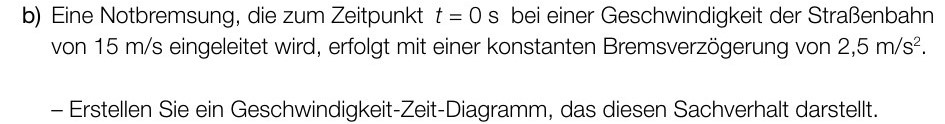 b) Eine Notbremsung, die zum Zeitpunkt t = 0 s bei einer Geschwindigkeit der Straßenbahn
von 15 m/s eingeleitet wird, erfolgt mit einer konstanten Bremsverzögerung von 2,5 m/s².
– Erstellen Sie ein Geschwindigkeit-Zeit-Diagramm, das diesen Sachverhalt darstellt.